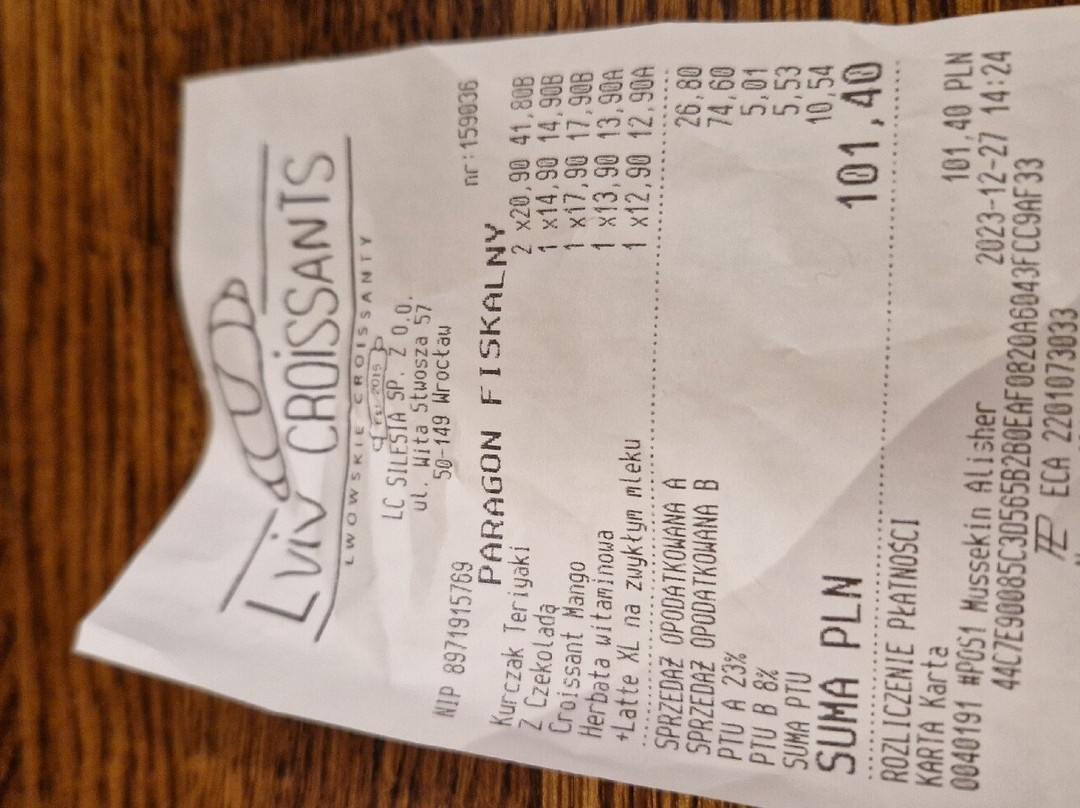 LViV CROiSSANTS
LWOWSKIE CROISSANTY
Est. 2015
LC SILESIA SP. Z O.O.
ul. Wita Stwosza 57
50-149 Wrocław
NIP 8971915769 nr:159036
PARAGON FISKALNY
Kurczak Teriyaki 2 x20,90 41,80B
Z Czekoladą 1 x14,90 14,90B
Croissant Mango 1 x17,90 17,90B
Herbata witaminowa 1 x13,90 13,90A
+Latte XL na zwykłym mleku 1 x12,90 12,90A
SPRZEDAŻ OPODATKOWANA A 26,80
SPRZEDAŻ OPODATKOWANA B 74,60
PTU A 23% 5,01
PTU B 8% 5,53
SUMA PTU 10,54
SUMA PLN 101,40
ROZLICZENIE PŁATNOŚCI
KARTA Karta 101,40 PLN
0040191 #POS1 Mussekin Alisher 2023-12-27 14:24
44C7E90085C3D565B2B0EAF0820A6043FCC9AF33
ECA 2201073033